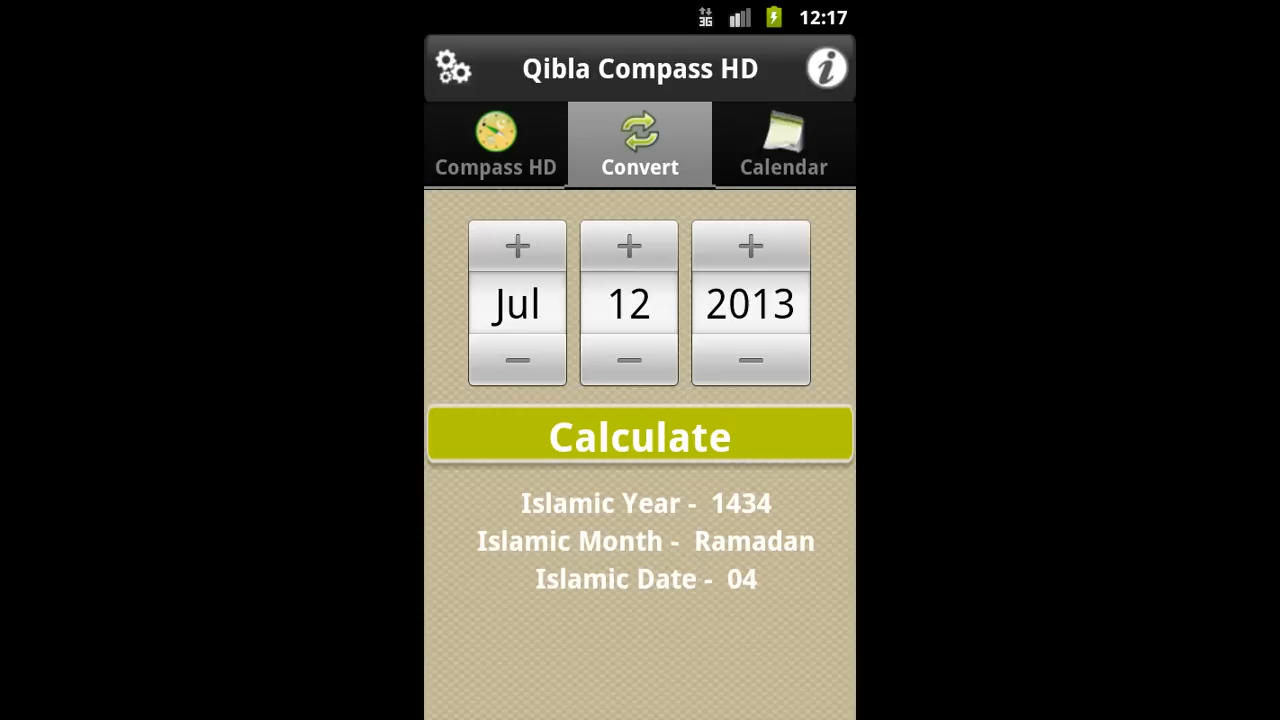 3G 12:17
Qibla Compass HD
Compass HD Convert Calendar
+ + +
Jul 12 2013
− − −
Calculate
Islamic Year - 1434
Islamic Month - Ramadan
Islamic Date - 04